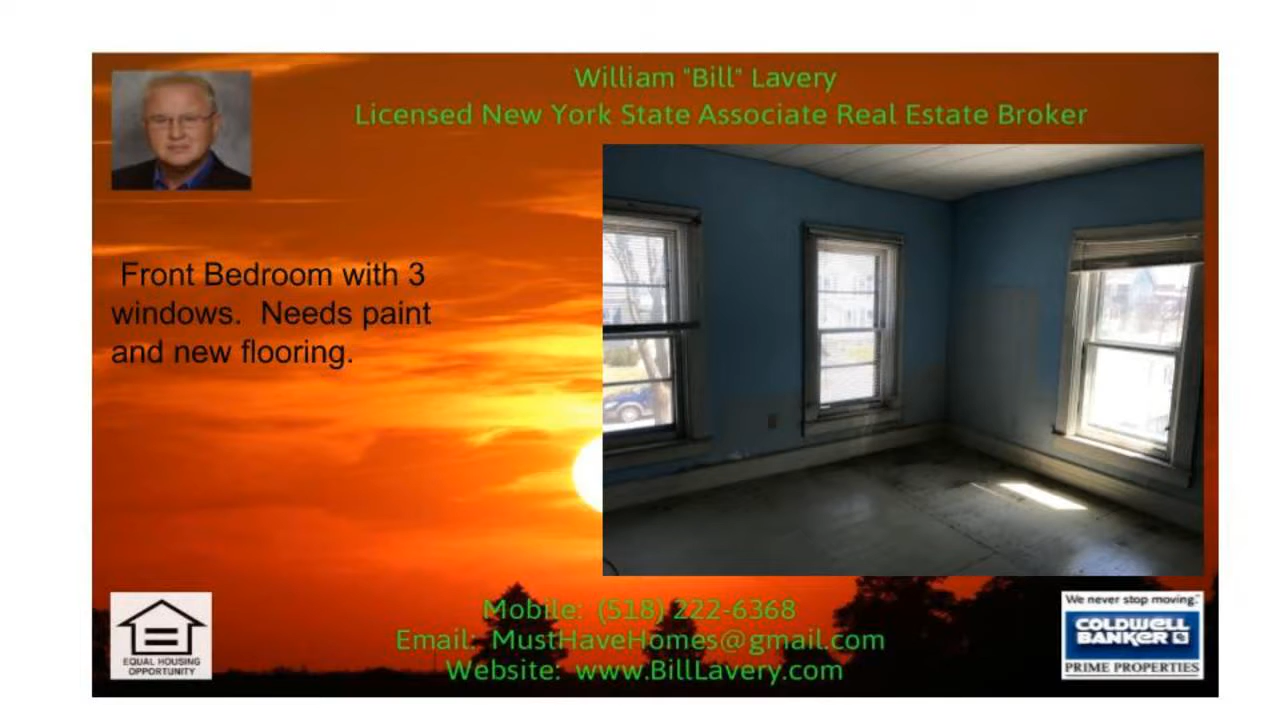 William "Bill" Lavery
Licensed New York State Associate Real Estate Broker
Front Bedroom with 3
windows.  Needs paint
and new flooring.
Mobile:  (518) 222-6368
Email:  MustHaveHomes@gmail.com
Website:  www.BillLavery.com
EQUAL HOUSING
OPPORTUNITY
We never stop moving.
COLDWELL
BANKER
PRIME PROPERTIES